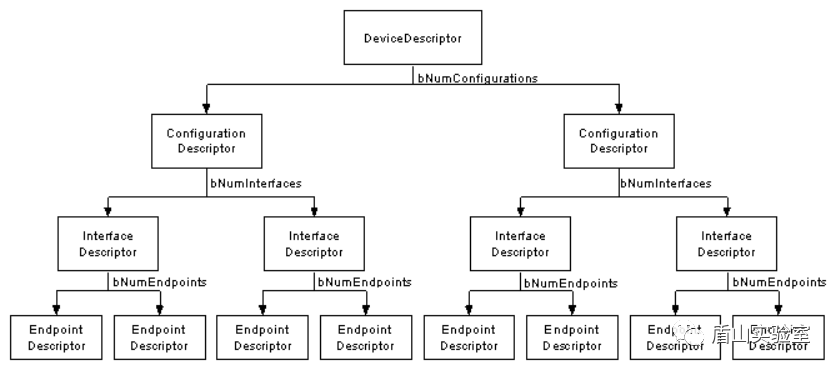 DeviceDescriptor
bNumConfigurations
Configuration
Descriptor
Configuration
Descriptor
bNumInterfaces
bNumInterfaces
Interface
Descriptor
Interface
Descriptor
Interface
Descriptor
Interface
Descriptor
bNumEndpoints
bNumEndpoints
bNumEndpoints
bNumEndpoints
Endpoint
Descriptor
Endpoint
Descriptor
Endpoint
Descriptor
Endpoint
Descriptor
Endpoint
Descriptor
Endpoint
Descriptor
Endpoint
Descriptor
Endpoint
Descriptor
盾山实验室